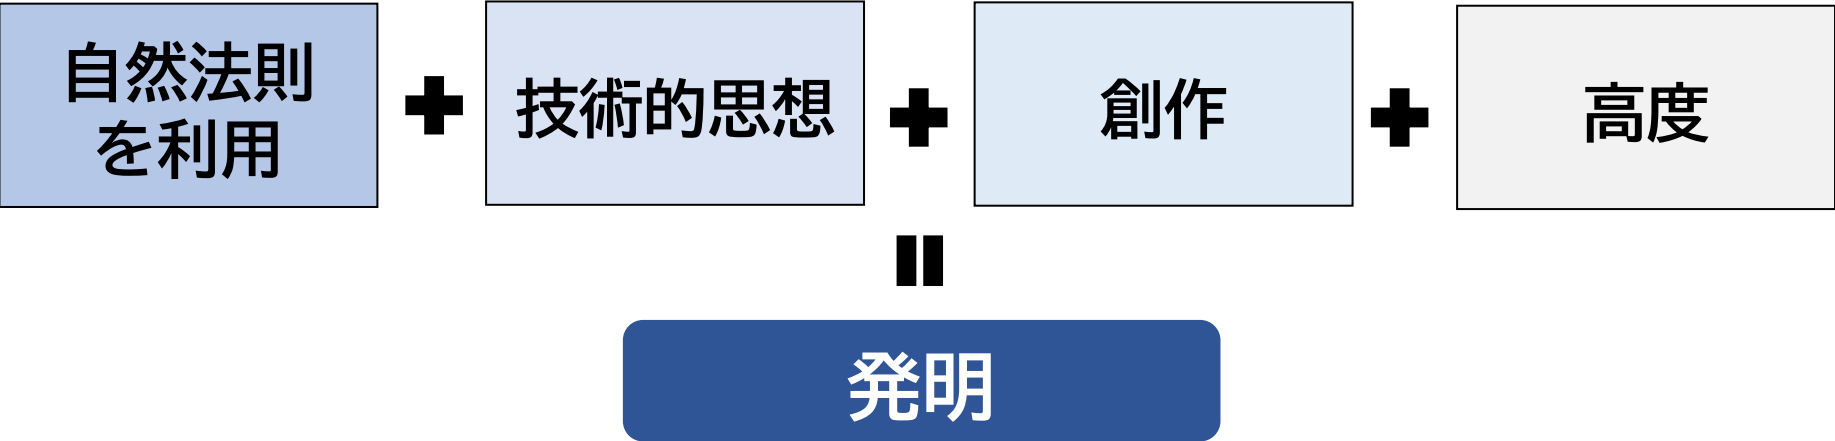 自然法則
を利用
技術的思想
創作
高度
発明